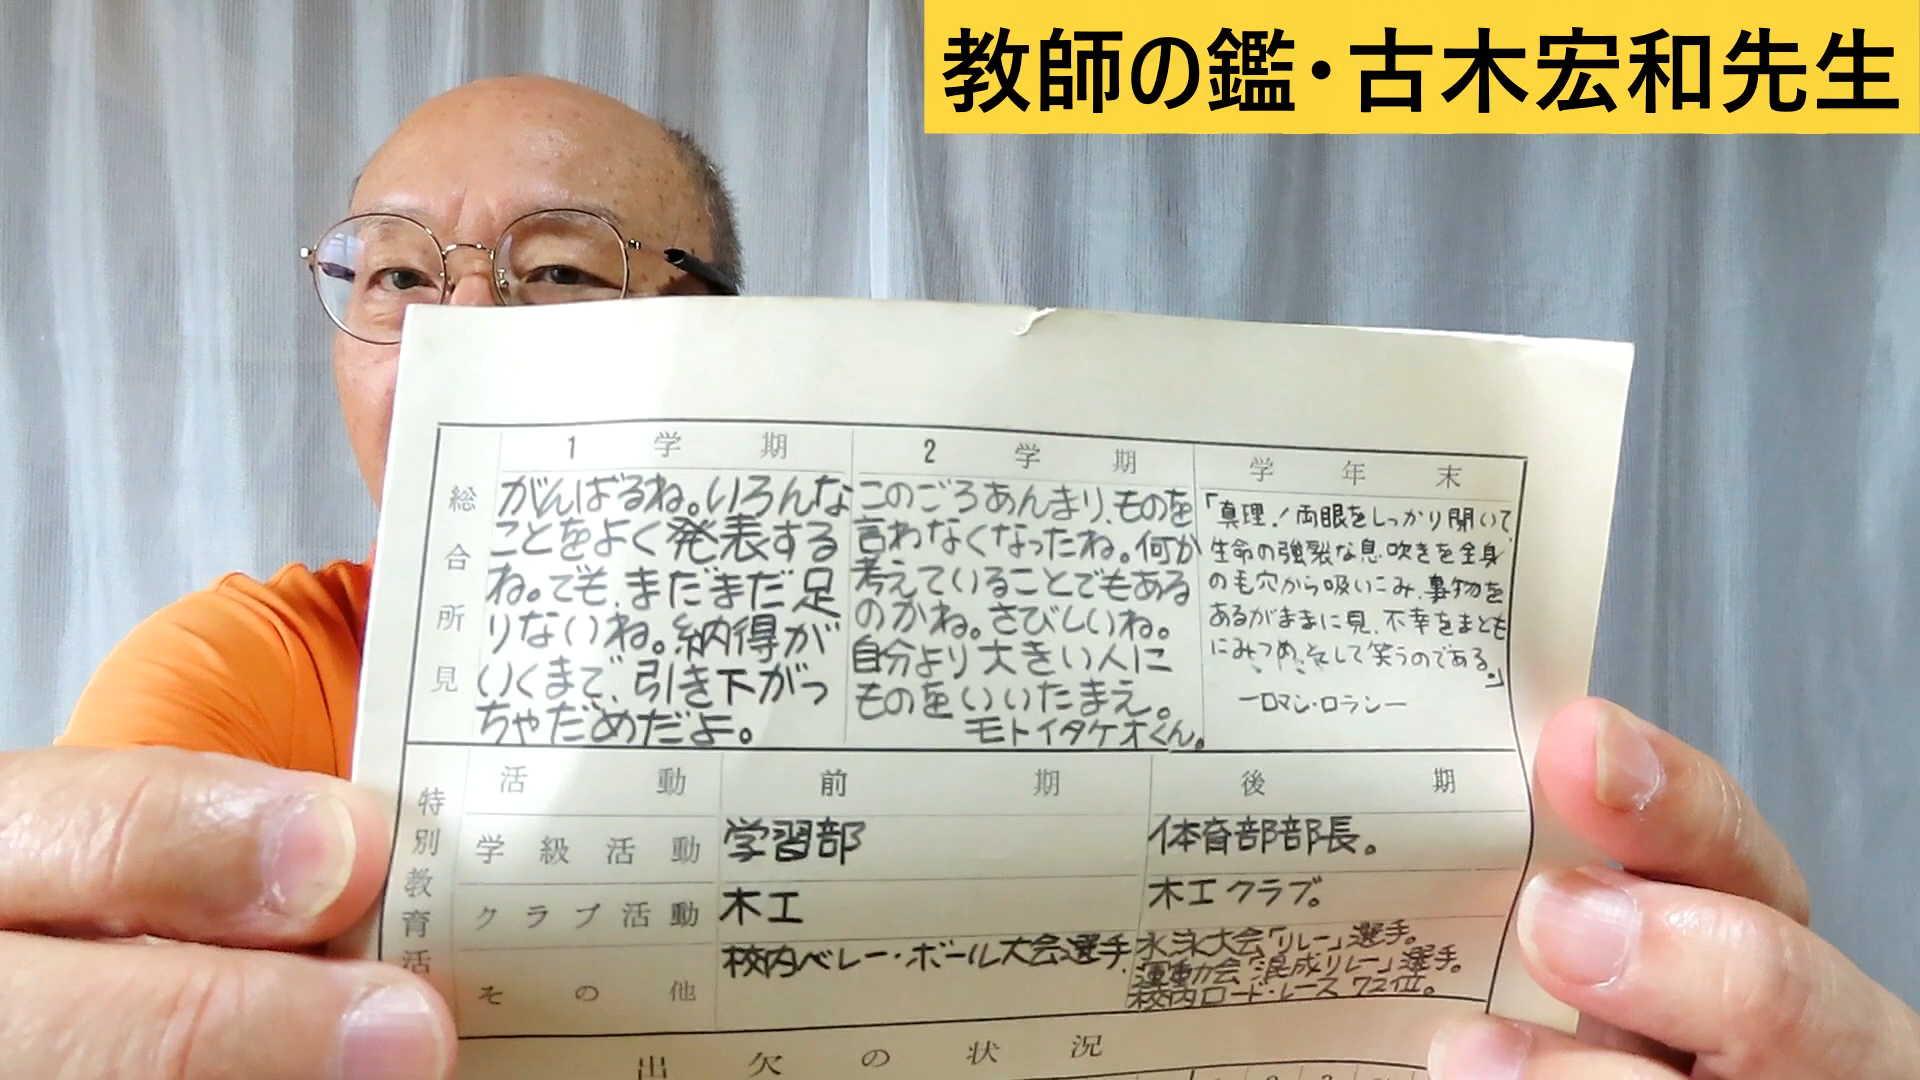 教師の鑑・古木宏和先生
総合所見
1学期
がんばるね。いろんな
ことをよく発表する
ね。でも、まだまだ足
りないね。納得が
いくまで、引き下がっ
ちゃだめだよ。
2学期
このごろあんまり、ものを
言わなくなったね。何か
考えていることでもある
のかね。さびしいね。
自分より大きい人に
ものをいいたまえ。
モトイタケオくん。
学年末
「真理!両眼をしっかり開いて、
生命の強裂な息吹きを全身
の毛穴から吸いこみ、事物を
あるがままに見、不幸をまとも
にみつめ、そして笑うのである。」
―ロマン・ロラン―
特別教育活
活動 前期 後期
学級活動 学習部 体育部部長。
クラブ活動 木工 木工クラブ。
その他 校内バレー・ボール大会選手、
水泳大会「リレー」選手。
運動会「混成リレー」選手。
校内ロード・レース 72位。
出欠の状況